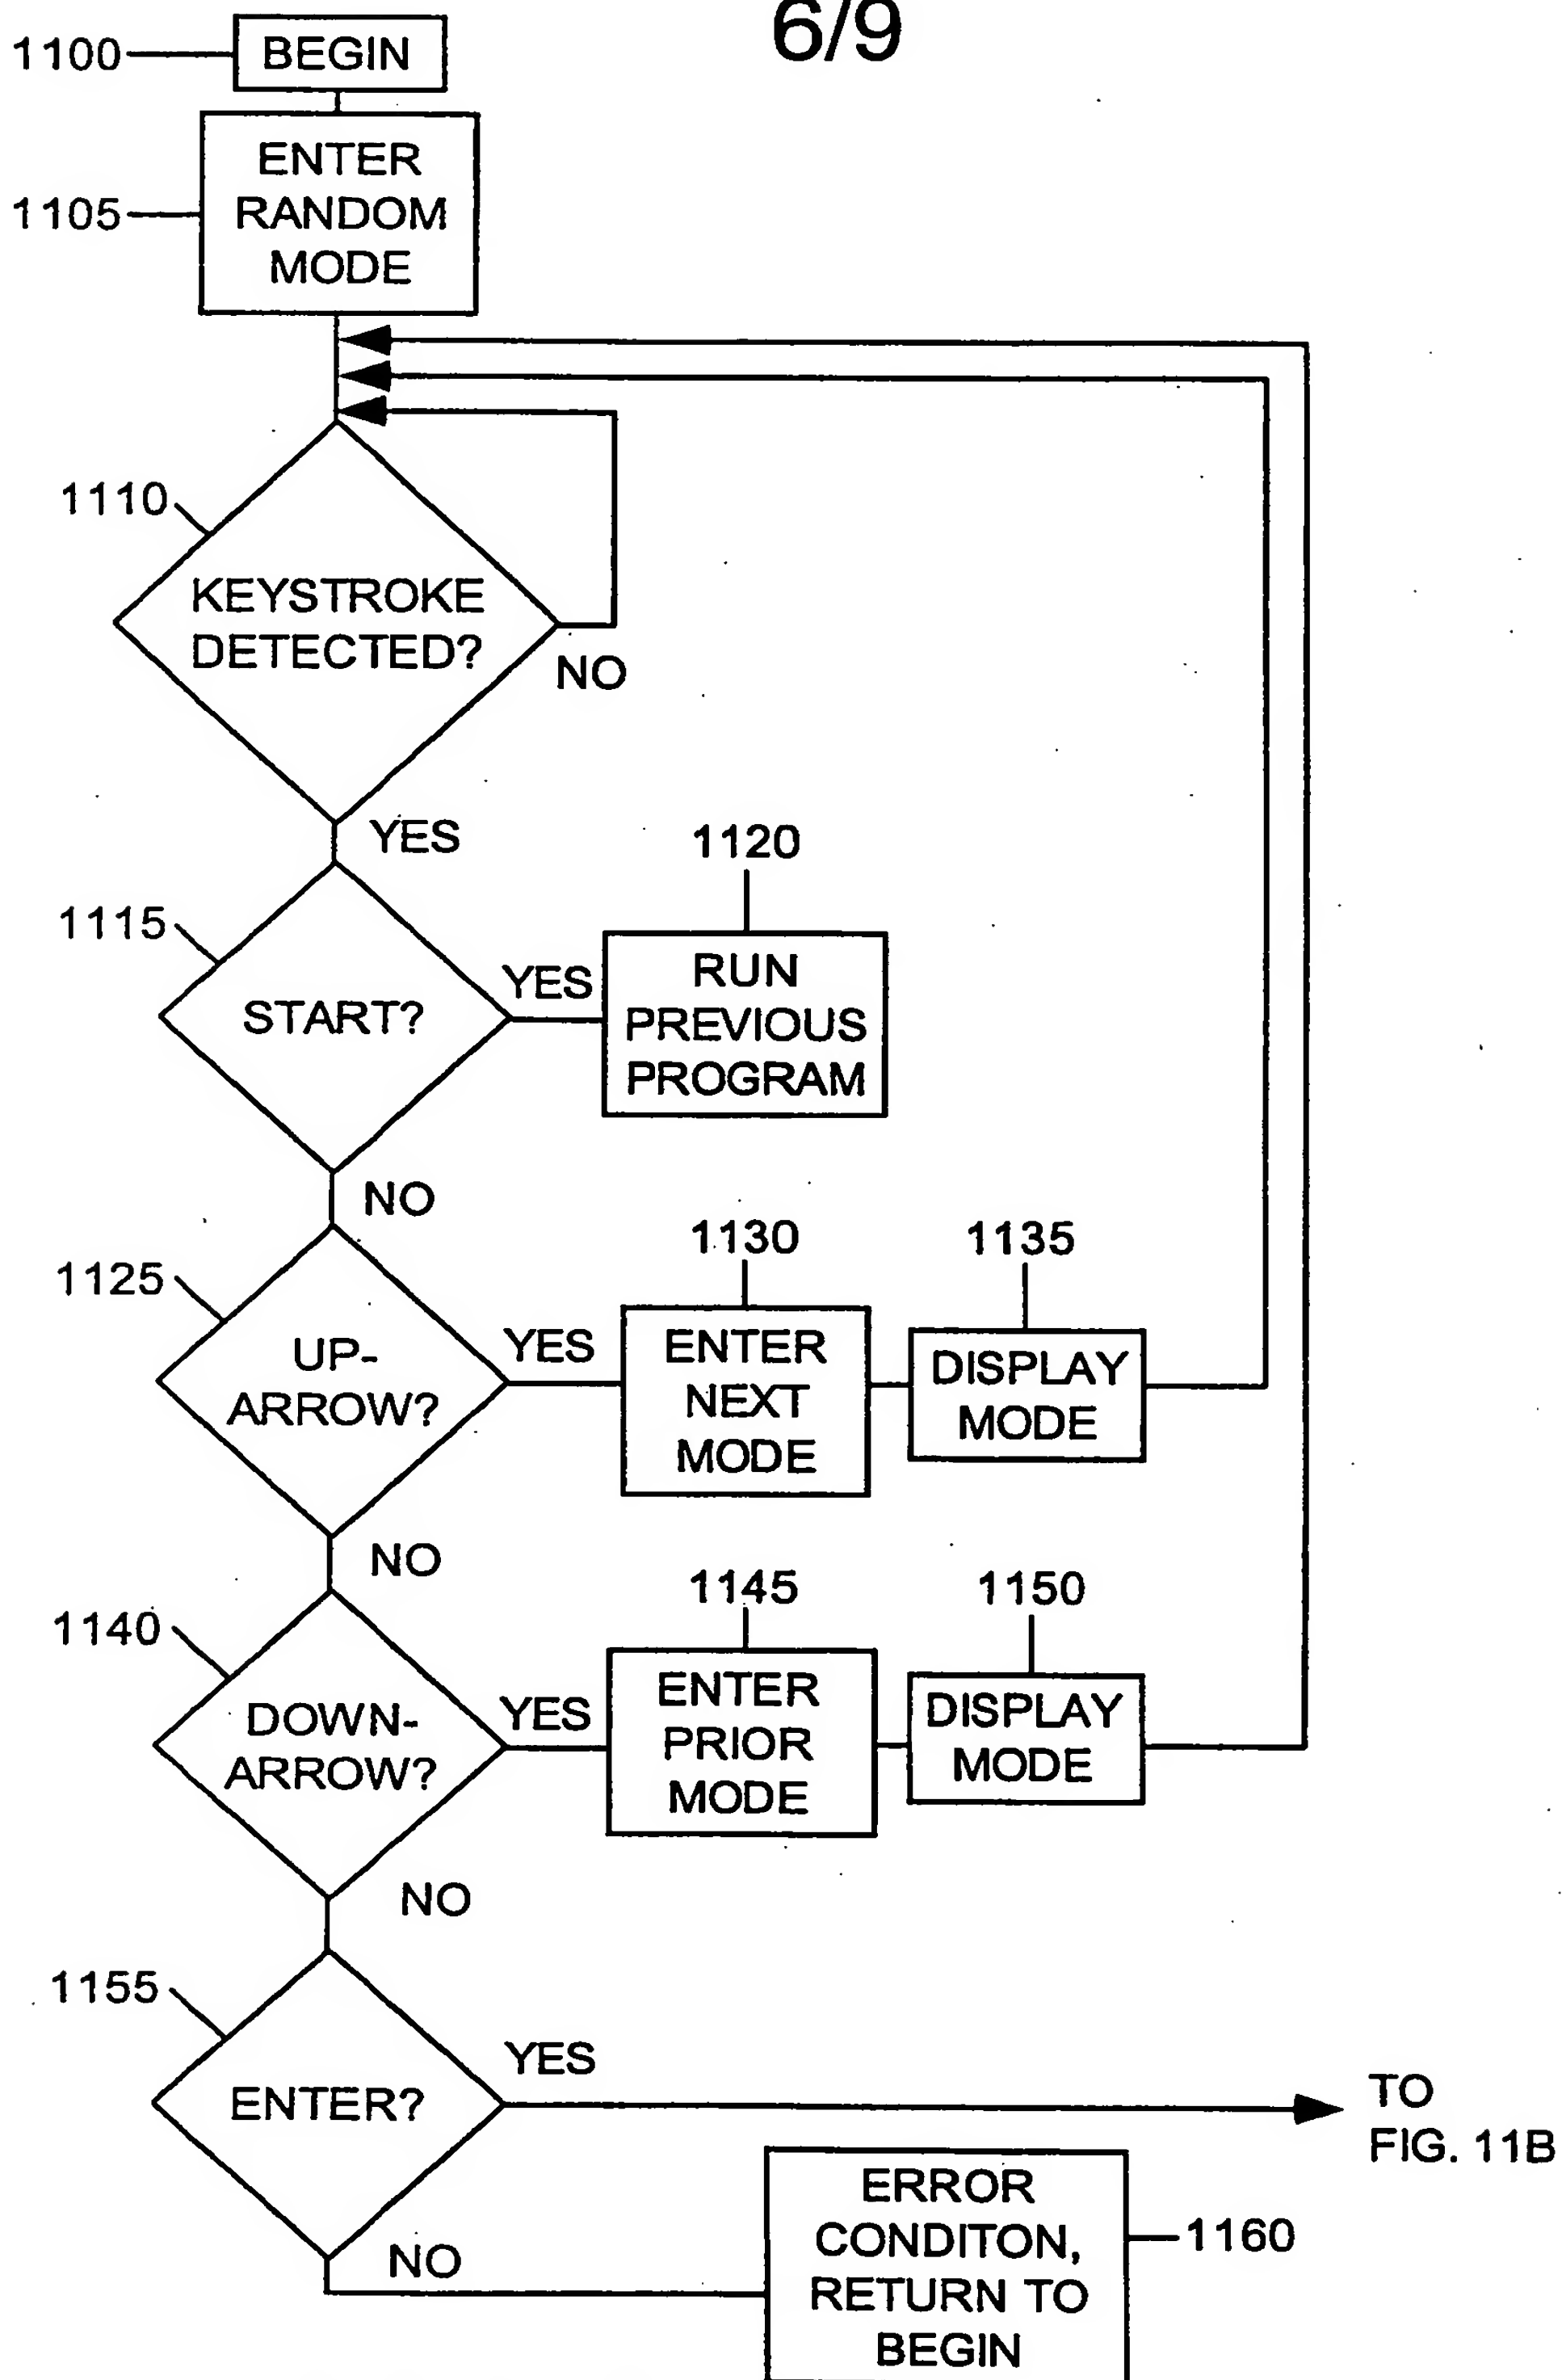 6/9
1100
BEGIN
1105
ENTER
RANDOM
MODE
1110
KEYSTROKE
DETECTED?
NO
YES
1115
START?
YES
1120
RUN
PREVIOUS
PROGRAM
NO
1125
UP-
ARROW?
YES
1130
ENTER
NEXT
MODE
1135
DISPLAY
MODE
NO
1140
DOWN-
ARROW?
YES
1145
ENTER
PRIOR
MODE
1150
DISPLAY
MODE
NO
1155
ENTER?
YES
TO
FIG. 11B
NO
ERROR
CONDITON,
RETURN TO
BEGIN
1160